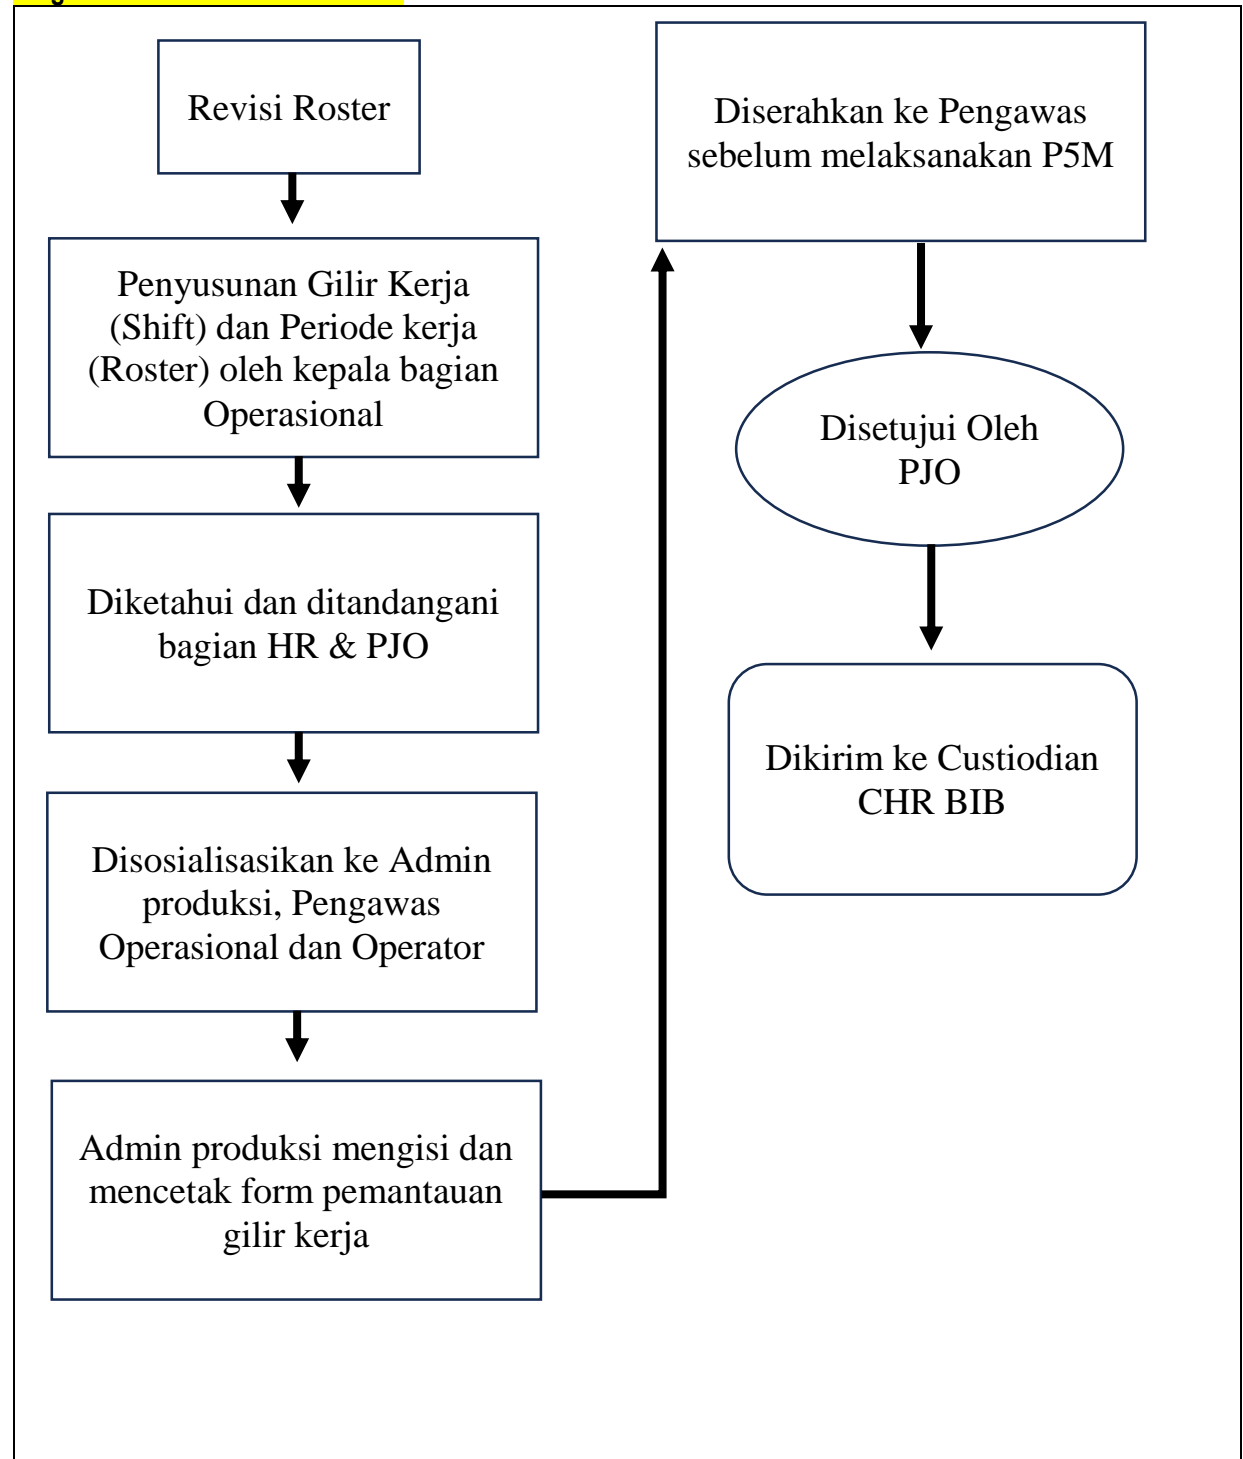 Revisi Roster
Penyusunan Gilir Kerja
(Shift) dan Periode kerja
(Roster) oleh kepala bagian
Operasional
Diketahui dan ditandangani
bagian HR & PJO
Disosialisasikan ke Admin
produksi, Pengawas
Operasional dan Operator
Admin produksi mengisi dan
mencetak form pemantauan
gilir kerja
Diserahkan ke Pengawas
sebelum melaksanakan P5M
Disetujui Oleh
PJO
Dikirim ke Custiodian
CHR BIB